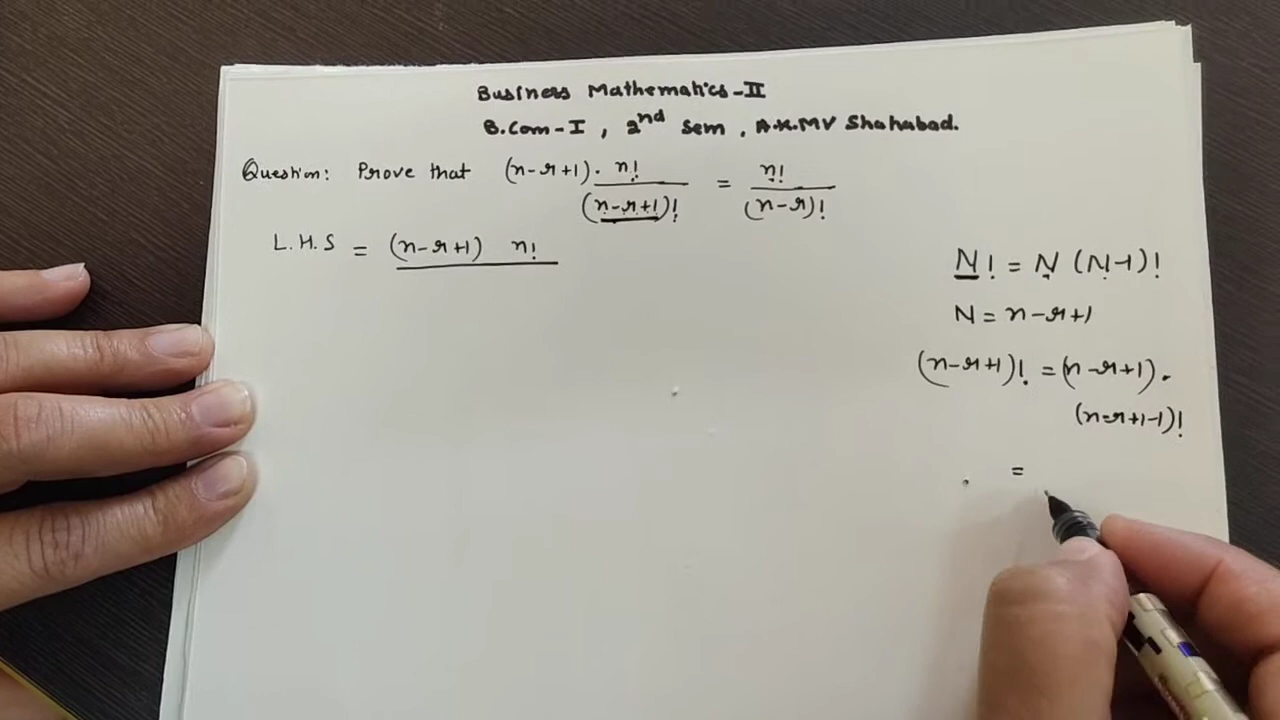 Business Mathematics-II
B.Com-I, 2nd Sem, A.K.MV Shahabad.
Question: Prove that (n-r+1). n!/(n-r+1)! = n!/(n-r)!
L.H.S = (n-r+1) n!
N! = N (N-1)!
N = n-r+1
(n-r+1)! = (n-r+1).
(n-r+1-1)!
=